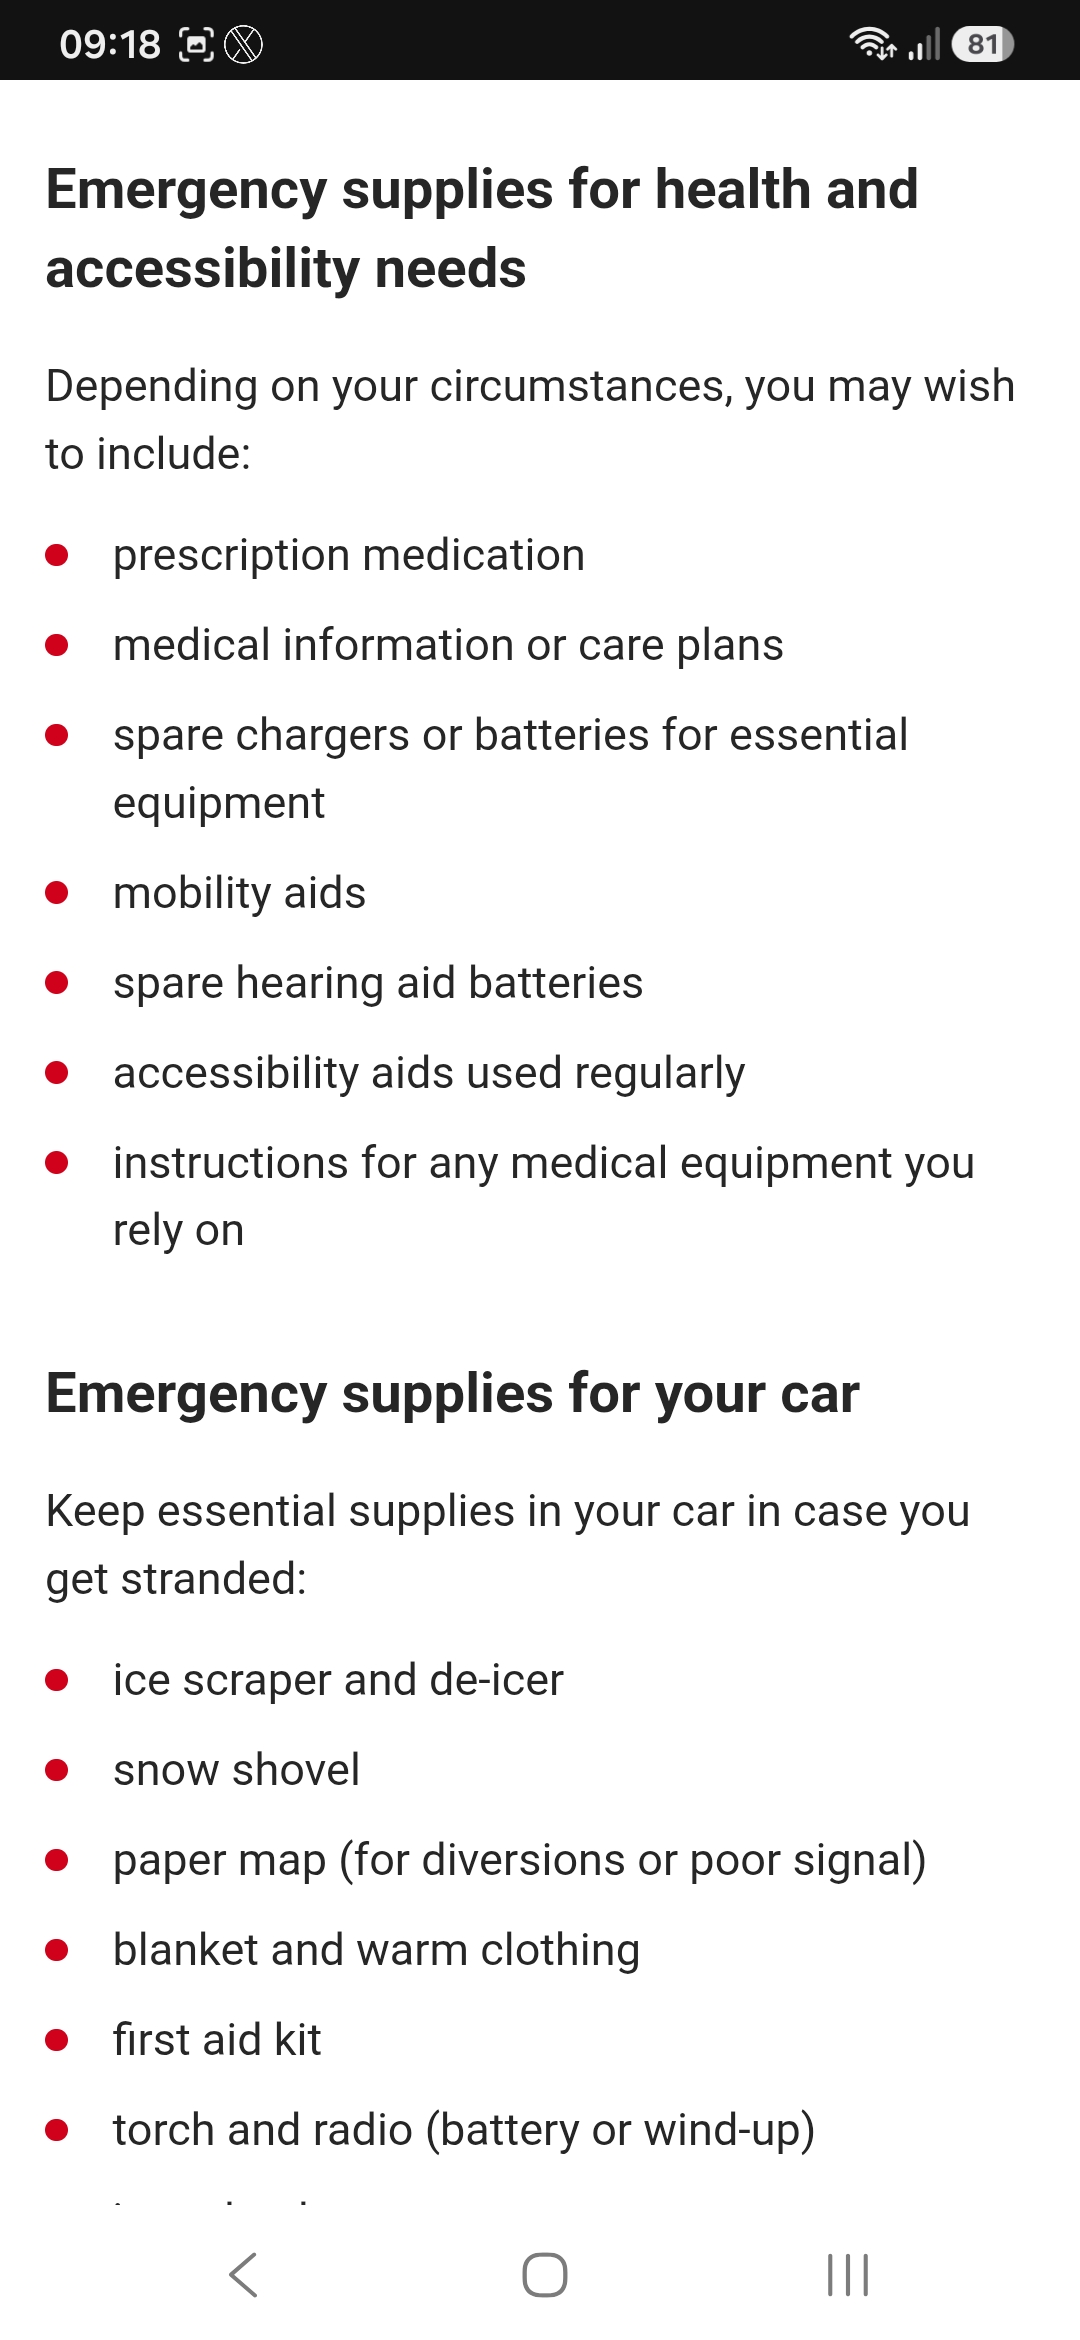 09:18
81
Emergency supplies for health and
accessibility needs
Depending on your circumstances, you may wish
to include:
prescription medication
medical information or care plans
spare chargers or batteries for essential
equipment
mobility aids
spare hearing aid batteries
accessibility aids used regularly
instructions for any medical equipment you
rely on
Emergency supplies for your car
Keep essential supplies in your car in case you
get stranded:
ice scraper and de-icer
snow shovel
paper map (for diversions or poor signal)
blanket and warm clothing
first aid kit
torch and radio (battery or wind-up)